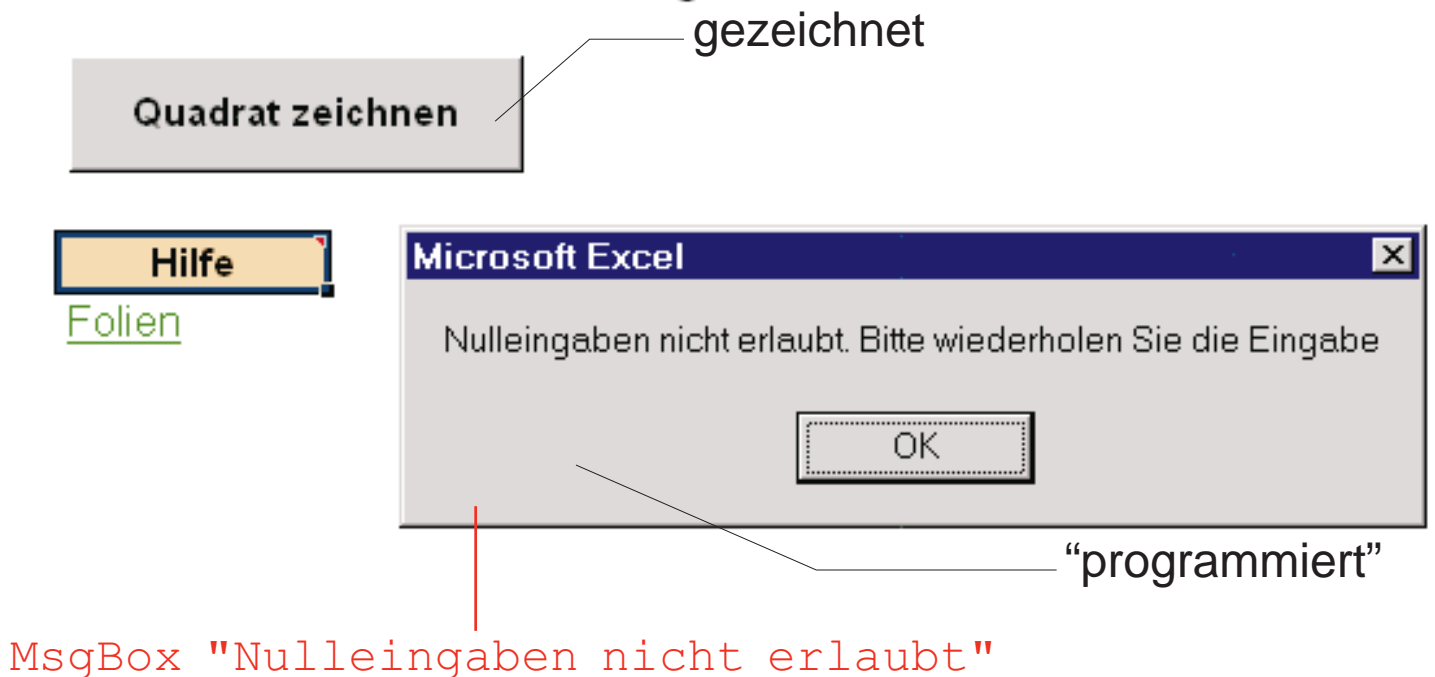 gezeichnet
Quadrat zeichnen
Hilfe
Folien
Microsoft Excel
Nulleingaben nicht erlaubt. Bitte wiederholen Sie die Eingabe
OK
“programmiert”
MsgBox "Nulleingaben nicht erlaubt"